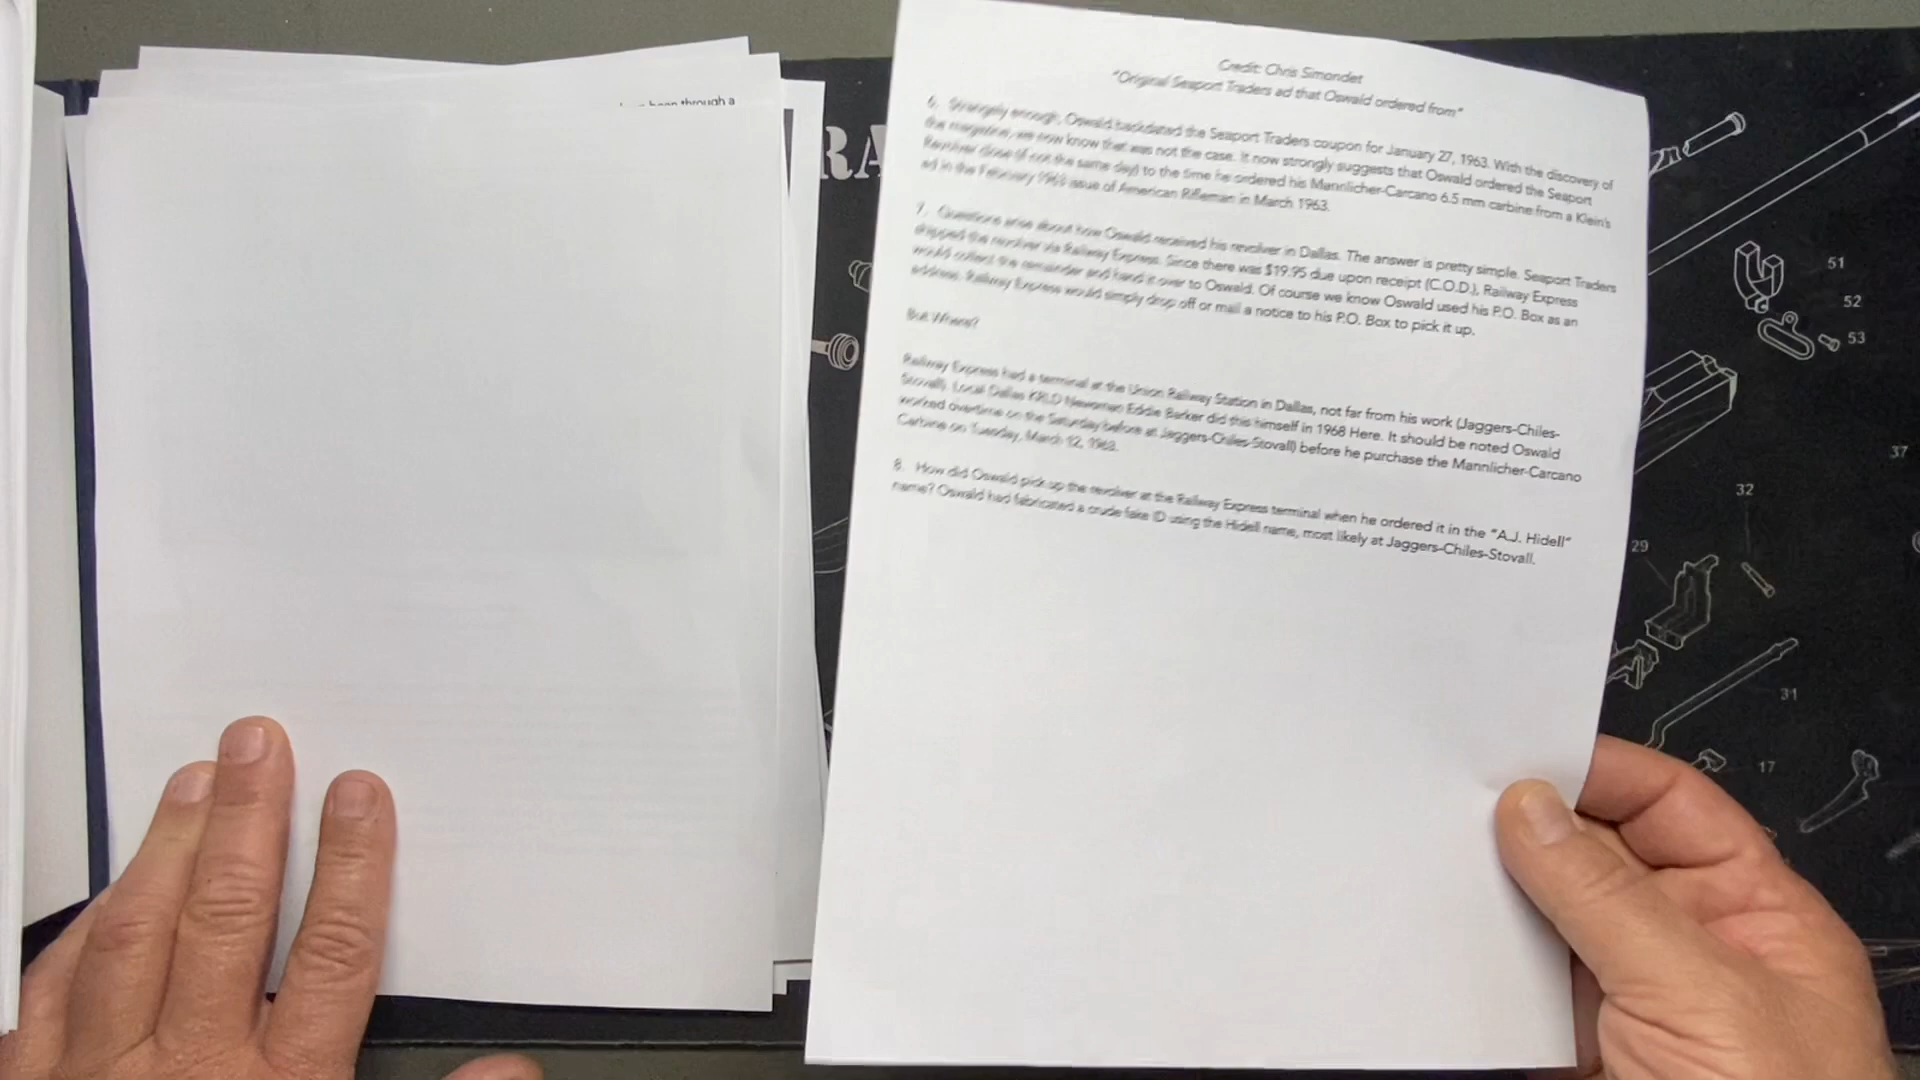 been through a
RA
Credit: Chris Simondet
"Original Seaport Traders ad that Oswald ordered from"
6. Strangely enough, Oswald backdated the Seaport Traders coupon for January 27, 1963. With the discovery of
the magazine, we now know that was not the case. It now strongly suggests that Oswald ordered the Seaport
Revolver close (if not the same day) to the time he ordered his Mannlicher-Carcano 6.5 mm carbine from a Klein's
ad in the February 1963 issue of American Rifleman in March 1963.
7. Questions arise about how Oswald received his revolver in Dallas. The answer is pretty simple. Seaport Traders
shipped the revolver via Railway Express. Since there was $19.95 due upon receipt (C.O.D.), Railway Express
would collect the remainder and hand it over to Oswald. Of course we know Oswald used his P.O. Box as an
address. Railway Express would simply drop off or mail a notice to his P.O. Box to pick it up.
But Where?
Railway Express had a terminal at the Union Railway Station in Dallas, not far from his work (Jaggers-Chiles-
Stovall). Local Dallas KRLD Newsman Eddie Barker did this himself in 1968 Here. It should be noted Oswald
worked overtime on the Saturday before at Jaggers-Chiles-Stovall) before he purchase the Mannlicher-Carcano
Carbine on Tuesday, March 12, 1963.
8. How did Oswald pick up the revolver at the Railway Express terminal when he ordered it in the "A.J. Hidell"
name? Oswald had fabricated a crude fake ID using the Hidell name, most likely at Jaggers-Chiles-Stovall.
51
52
53
37
32
29
31
17